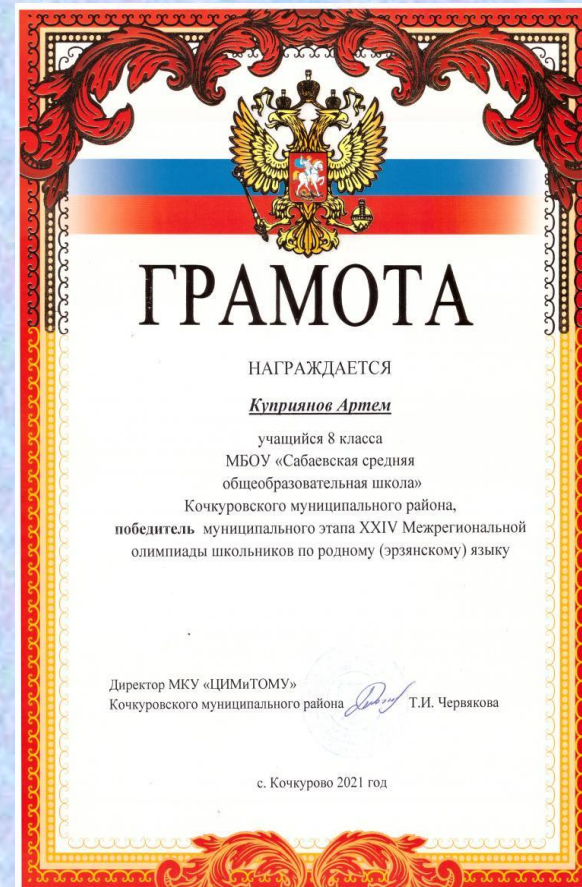 ГРАМОТА
НАГРАЖДАЕТСЯ
Куприянов Артем
учащийся 8 класса
МБОУ «Сабаевская средняя
общеобразовательная школа»
Кочкуровского муниципального района,
победитель муниципального этапа XXIV Межрегиональной
олимпиады школьников по родному (эрзянскому) языку
Директор МКУ «ЦИМиТОМУ»
Кочкуровского муниципального района Т.И. Червякова
с. Кочкурово 2021 год